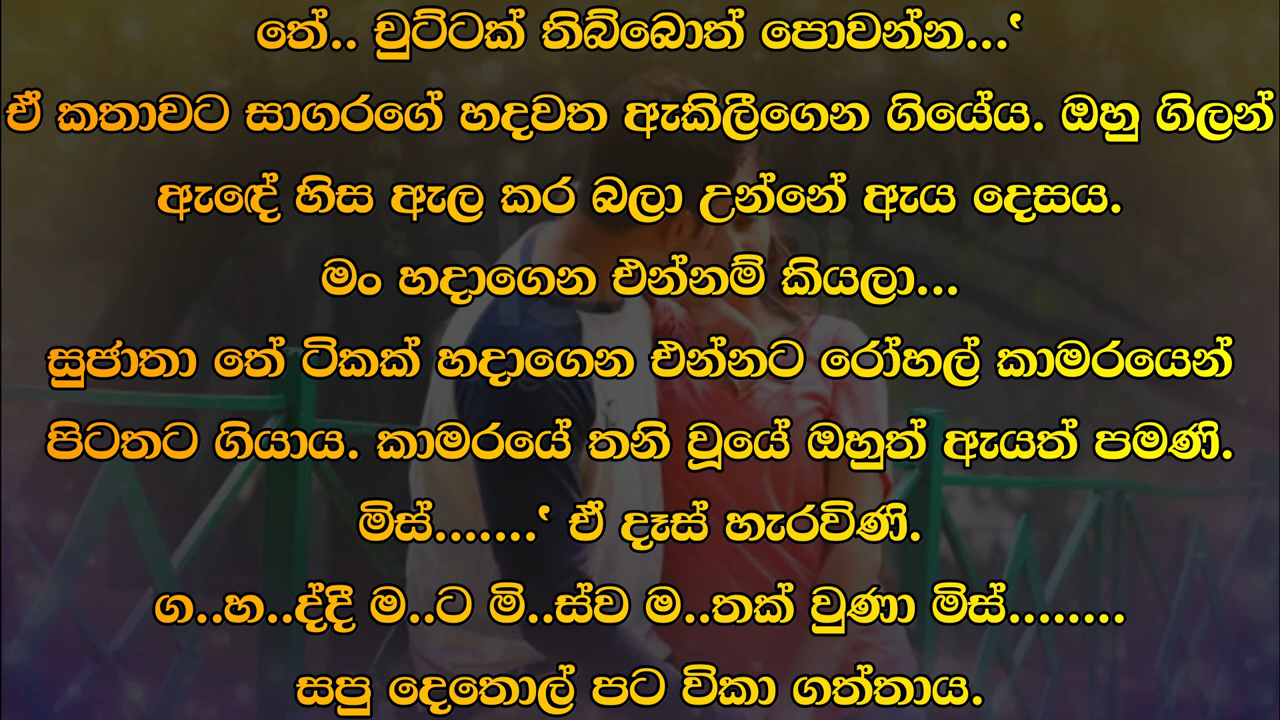 තේ.. චුට්ටක් තිබ්බොත් පොවන්න...‛
ඒ කතාවට සාගරගේ හදවත ඇකිලීගෙන ගියේය. ඔහු ගිලන්
ඇඳේ හිස ඇල කර බලා උන්නේ ඇය දෙසය.
මං හදාගෙන එන්නම් කියලා...
සුජාතා තේ ටිකක් හදාගෙන එන්නට රෝහල් කාමරයෙන්
පිටතට ගියාය. කාමරයේ තනි වූයේ ඔහුත් ඇයත් පමණි.
මිස්.......‛ ඒ දෑස් හැරවිණි.
ග..හ..ද්දී ම..ට මි..ස්ව ම..තක් වුණා මිස්........
සපු දෙතොල් පට විකා ගත්තාය.